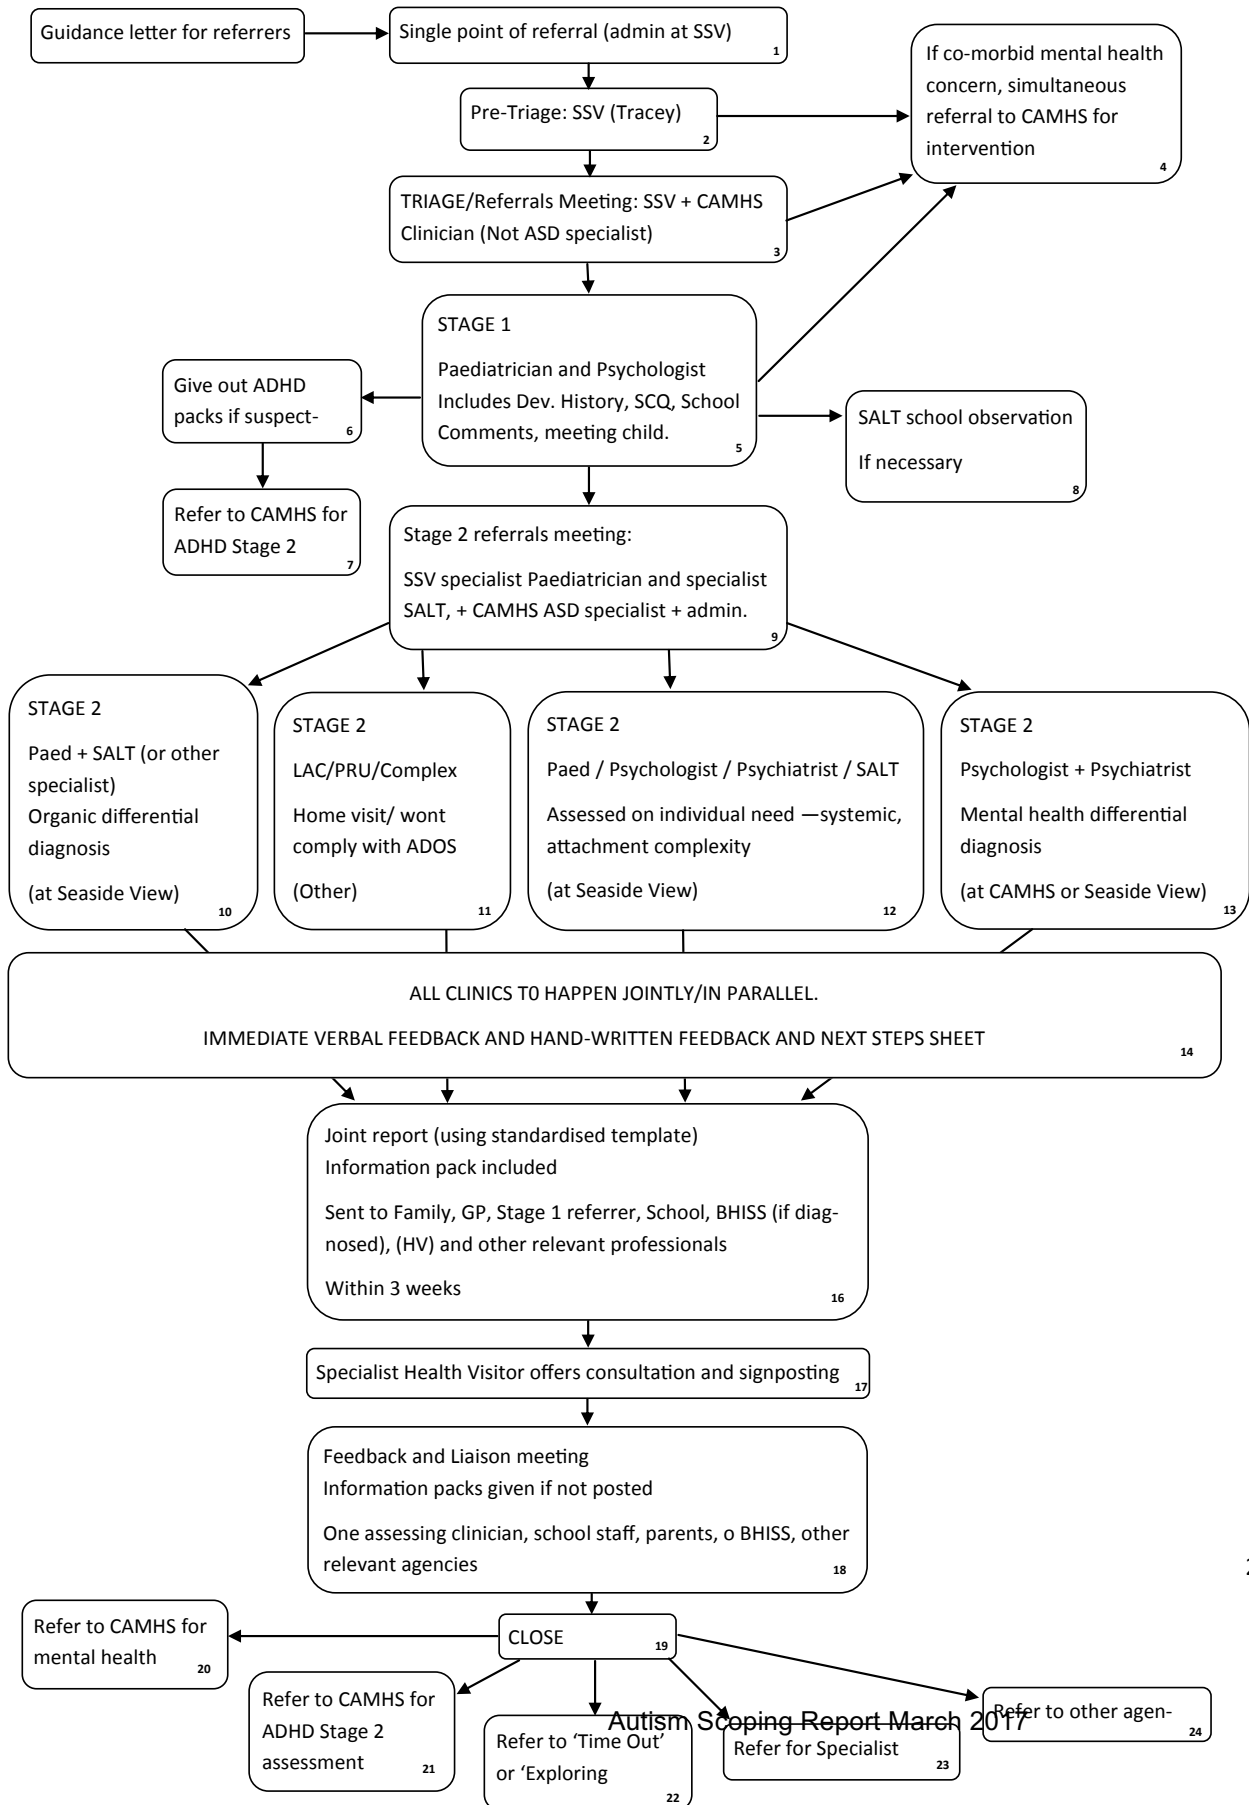 Guidance letter for referrers
Single point of referral (admin at SSV)
1
If co-morbid mental health
concern, simultaneous
referral to CAMHS for
intervention
4
Pre-Triage: SSV (Tracey)
2
TRIAGE/Referrals Meeting: SSV + CAMHS
Clinician (Not ASD specialist)
3
STAGE 1
Paediatrician and Psychologist
Includes Dev. History, SCQ, School
Comments, meeting child.
5
Give out ADHD
packs if suspect-
6
Refer to CAMHS for
ADHD Stage 2
7
SALT school observation
If necessary
8
Stage 2 referrals meeting:
SSV specialist Paediatrician and specialist
SALT, + CAMHS ASD specialist + admin.
9
STAGE 2
Paed + SALT (or other
specialist)
Organic differential
diagnosis
(at Seaside View)
10
STAGE 2
LAC/PRU/Complex
Home visit/ wont
comply with ADOS
(Other)
11
STAGE 2
Paed / Psychologist / Psychiatrist / SALT
Assessed on individual need —systemic,
attachment complexity
(at Seaside View)
12
STAGE 2
Psychologist + Psychiatrist
Mental health differential
diagnosis
(at CAMHS or Seaside View)
13
ALL CLINICS T0 HAPPEN JOINTLY/IN PARALLEL.
IMMEDIATE VERBAL FEEDBACK AND HAND-WRITTEN FEEDBACK AND NEXT STEPS SHEET
14
Joint report (using standardised template)
Information pack included
Sent to Family, GP, Stage 1 referrer, School, BHISS (if diag-
nosed), (HV) and other relevant professionals
Within 3 weeks
16
Specialist Health Visitor offers consultation and signposting
17
Feedback and Liaison meeting
Information packs given if not posted
One assessing clinician, school staff, parents, o BHISS, other
relevant agencies
18
CLOSE
19
Refer to CAMHS for
mental health
20
Refer to CAMHS for
ADHD Stage 2
assessment
21
Refer to ‘Time Out’
or ‘Exploring
22
Refer for Specialist
23
Refer to other agen-
24
Autism Scoping Report March 2017